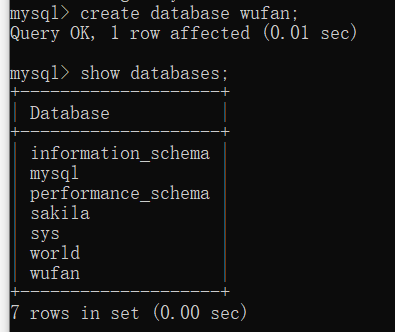 mysql> create database wufan;
Query OK, 1 row affected (0.01 sec)
mysql> show databases;
+--------------------+
| Database           |
+--------------------+
| information_schema |
| mysql              |
| performance_schema |
| sakila             |
| sys                |
| world              |
| wufan              |
+--------------------+
7 rows in set (0.00 sec)